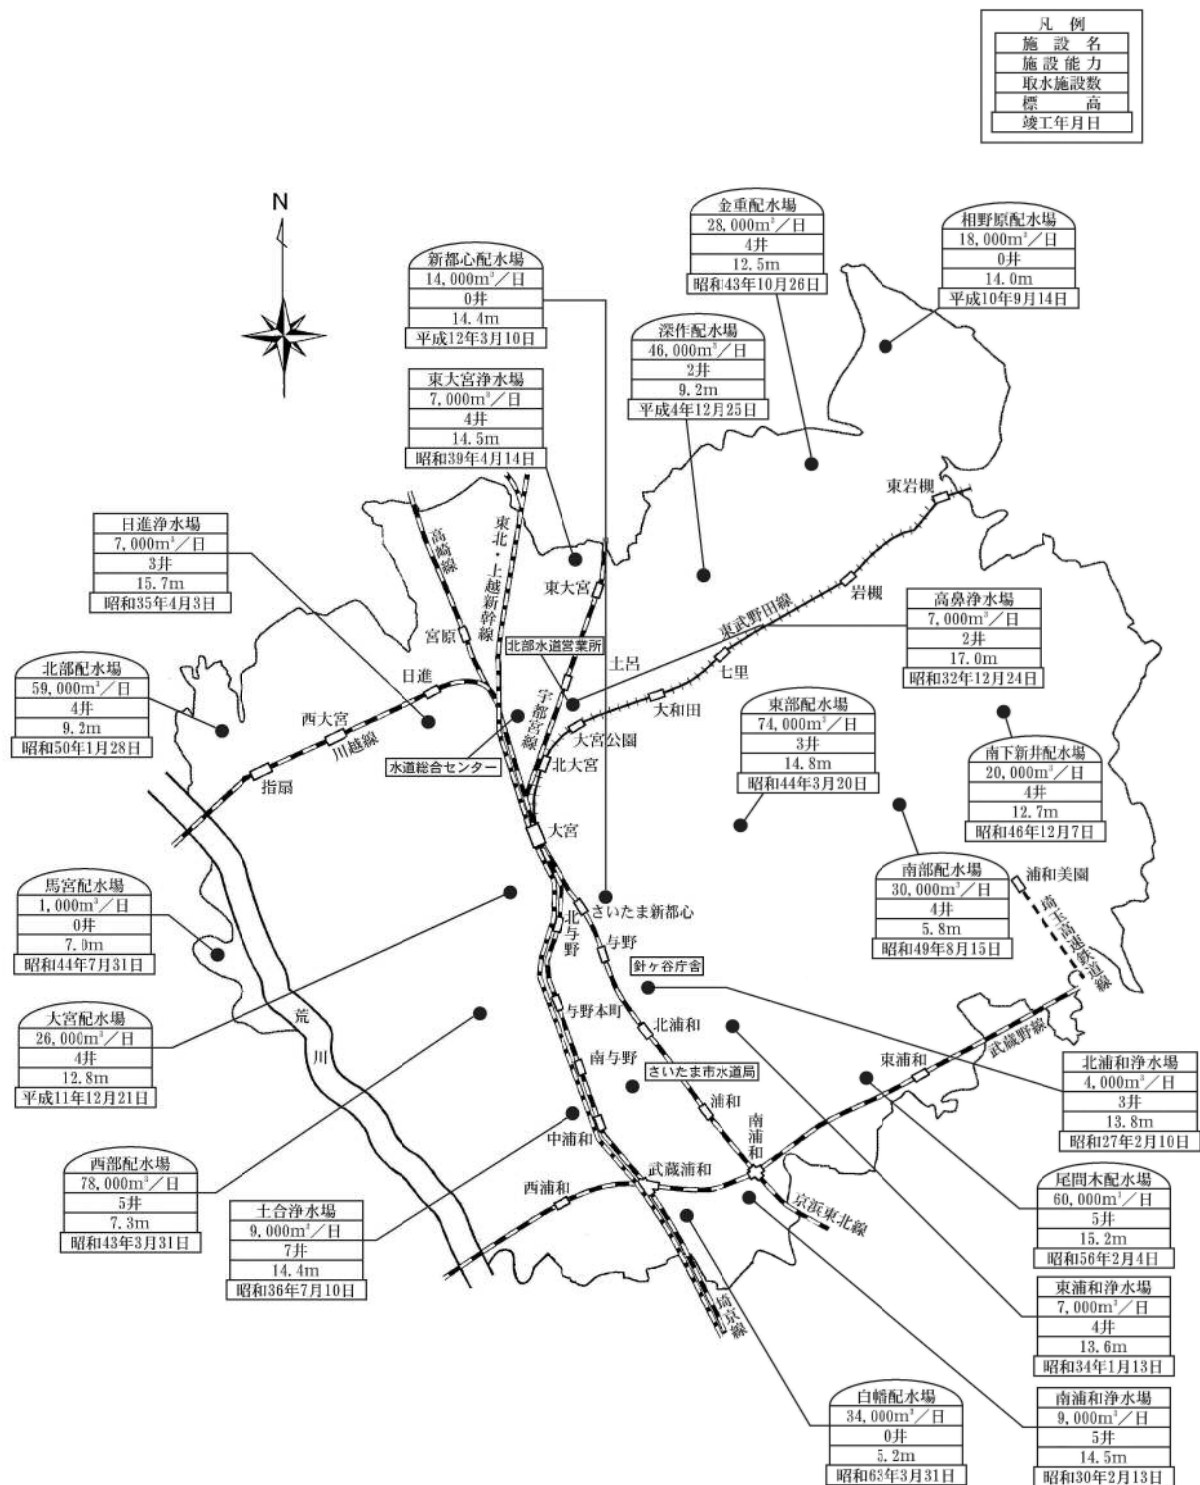 凡例
施設名
施設能力
取水施設数
標高
竣工年月日
N
金重配水場
28,000m³／日
4井
12.5m
昭和43年10月26日
相野原配水場
18,000m³／日
0井
14.0m
平成10年9月14日
新都心配水場
14,000m³／日
0井
14.4m
平成12年3月10日
深作配水場
46,000m³／日
2井
9.2m
平成4年12月25日
東大宮浄水場
7,000m³／日
4井
14.5m
昭和39年4月14日
日進浄水場
7,000m³／日
3井
15.7m
昭和35年4月3日
高鼻浄水場
7,000m³／日
2井
17.0m
昭和32年12月24日
北部配水場
59,000m³／日
4井
9.2m
昭和50年1月28日
東部配水場
74,000m³／日
3井
14.8m
昭和44年3月20日
南下新井配水場
20,000m³／日
4井
12.7m
昭和46年12月7日
馬宮配水場
1,000m³／日
0井
7.0m
昭和44年7月31日
南部配水場
30,000m³／日
4井
5.8m
昭和49年8月15日
大宮配水場
26,000m³／日
4井
12.8m
平成11年12月21日
北浦和浄水場
4,000m³／日
3井
13.8m
昭和27年2月10日
西部配水場
78,000m³／日
5井
7.3m
昭和43年3月31日
土合浄水場
9,000m³／日
7井
14.4m
昭和36年7月10日
尾間木配水場
60,000m³／日
5井
15.2m
昭和56年2月4日
東浦和浄水場
7,000m³／日
4井
13.6m
昭和34年1月13日
白幡配水場
34,000m³／日
0井
5.2m
昭和63年3月31日
南浦和浄水場
9,000m³／日
5井
14.5m
昭和30年2月13日
高崎線
東北・上越新幹線
東岩槻
東大宮
岩槻
東武野田線
宮原
北部水道営業所
土呂
七里
日進
宇都宮線
大和田
西大宮
川越線
大宮公園
水道総合センター
北大宮
指扇
大宮
浦和美園
埼玉高速鉄道線
さいたま新都心
北与野
与野
針ヶ谷庁舎
荒川
与野本町
北浦和
武蔵野線
南与野
東浦和
さいたま市水道局
浦和
中浦和
南浦和
武蔵浦和
西浦和
京浜東北線
埼京線